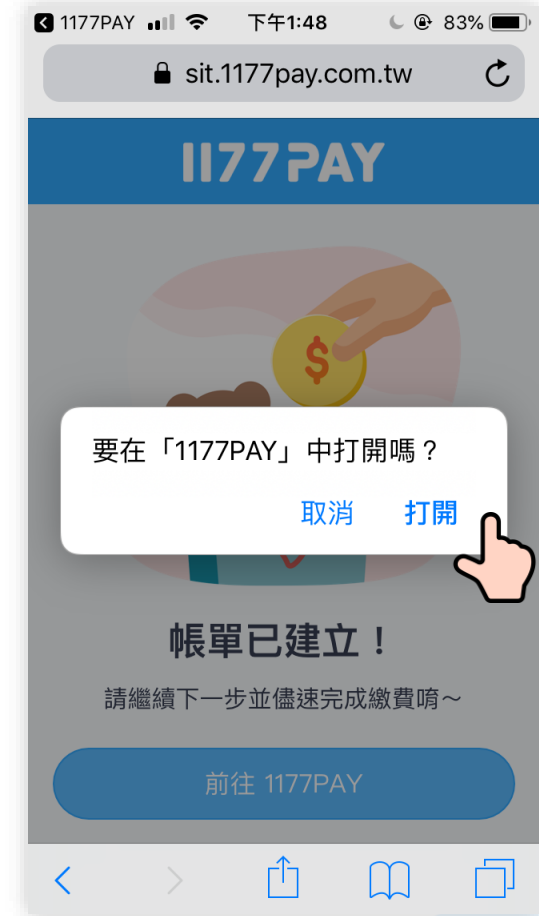 1177PAY 下午1:48 83%
sit.1177pay.com.tw
1177PAY
$
要在「1177PAY」中打開嗎？
取消 打開
帳單已建立！
請繼續下一步並儘速完成繳費唷～
前往 1177PAY